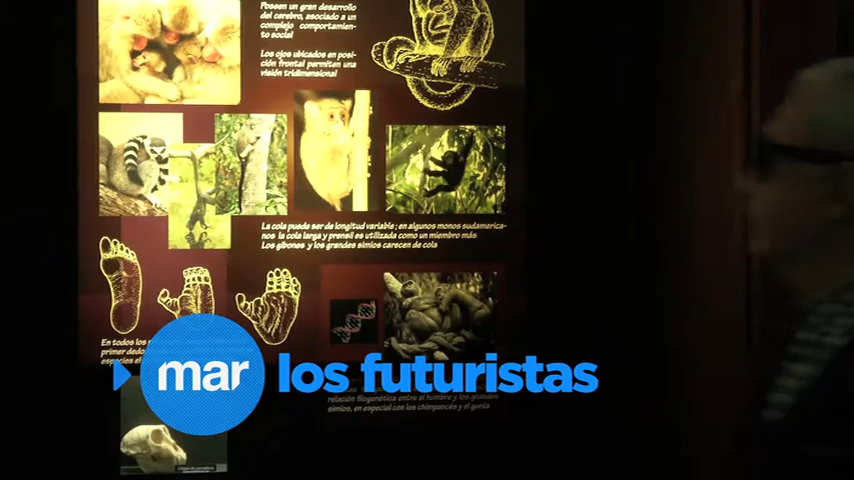 Poseen un gran desarrollo
del cerebro, asociado a un
complejo comportamien-
to social
Los ojos ubicados en posi-
ción frontal permiten una
visión tridimensional
La cola puede ser de longitud variable; en algunos monos sudamerica-
nos la cola larga y prensil es utilizada como un miembro más
Los gibones y los grandes simios carecen de cola
En todos los
primer dedo
especies el
mar los futuristas
relación filogenética entre el hombre y los grandes
simios, en especial con los chimpancés y el gorila